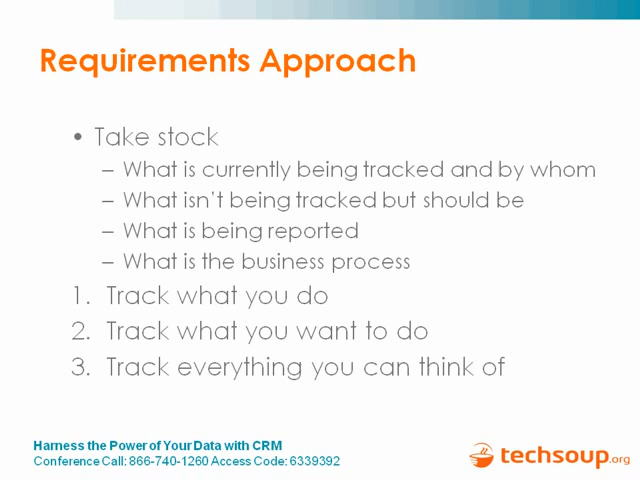 Requirements Approach
• Take stock
– What is currently being tracked and by whom
– What isn't being tracked but should be
– What is being reported
– What is the business process
1. Track what you do
2. Track what you want to do
3. Track everything you can think of
Harness the Power of Your Data with CRM
Conference Call: 866-740-1260 Access Code: 6339392
techsoup.org